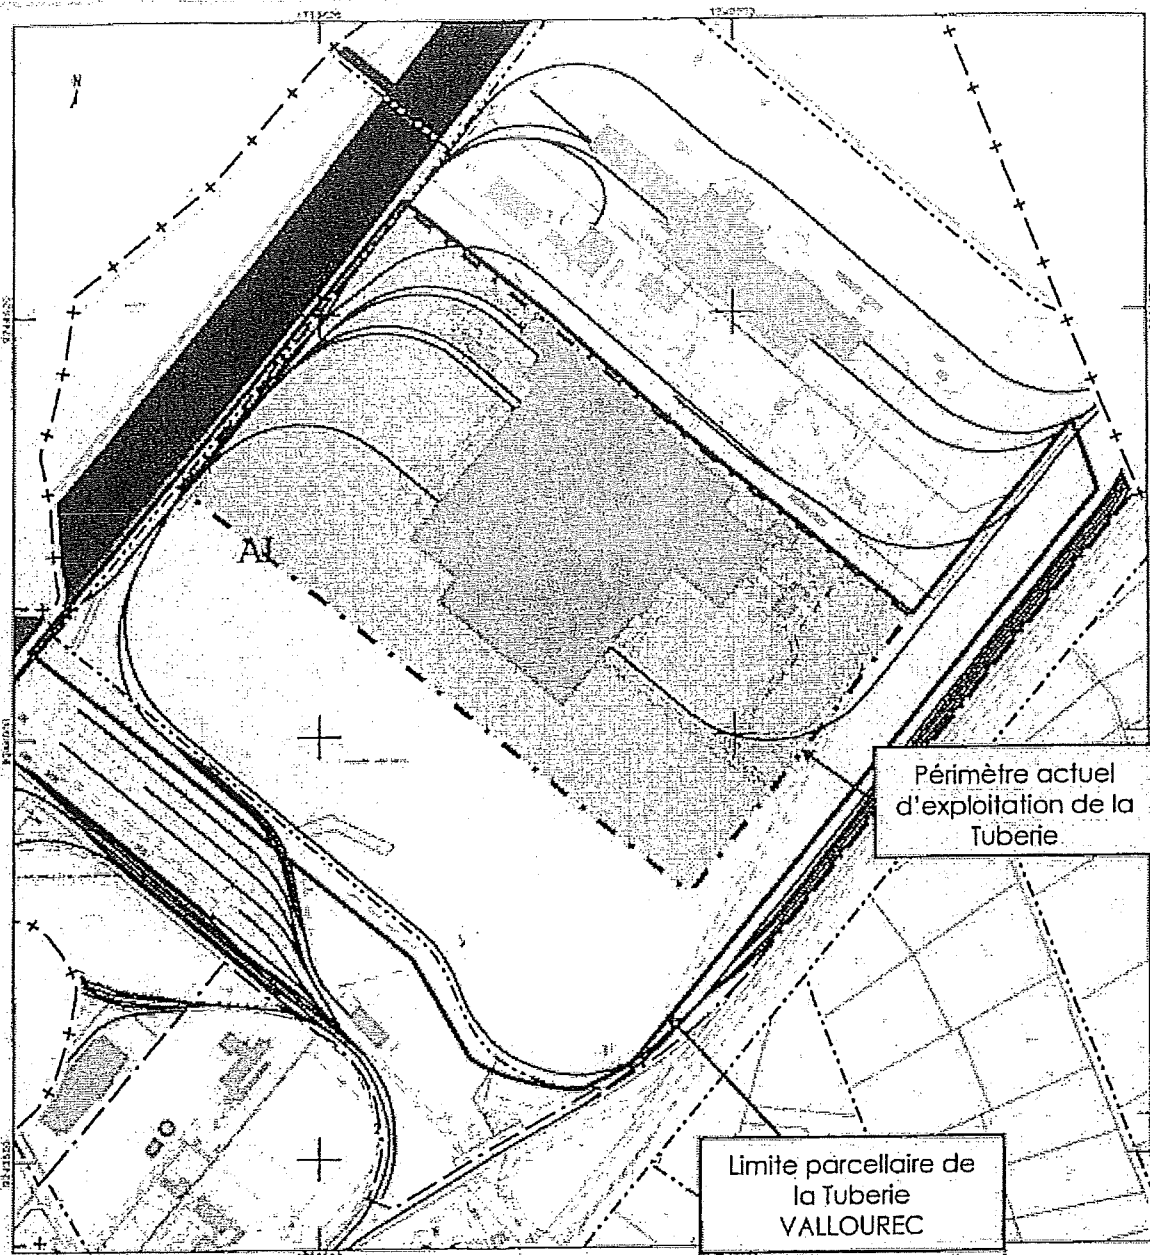 N
AI
Périmètre actuel
d'exploitation de la
Tuberie
Limite parcellaire de
la Tuberie
VALLOUREC